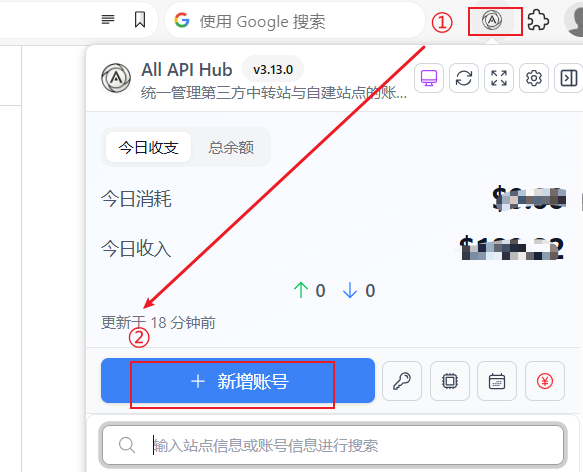 使用 Google 搜索
①
All API Hub v3.13.0
统一管理第三方中转站与自建站点的账...
今日收支 总余额
今日消耗
今日收入
0 0
更新于 18 分钟前
②
+ 新增账号
输入站点信息或账号信息进行搜索